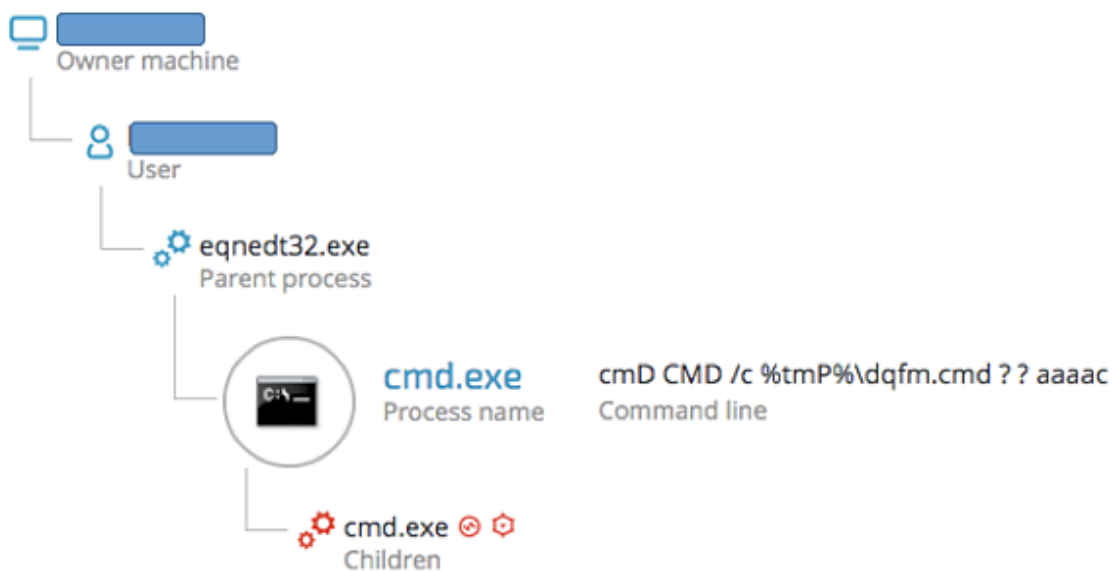 Owner machine
User
eqnedt32.exe
Parent process
cmd.exe
Process name
cmD CMD /c %tmP%\dqfm.cmd ? ? aaaac
Command line
cmd.exe
Children